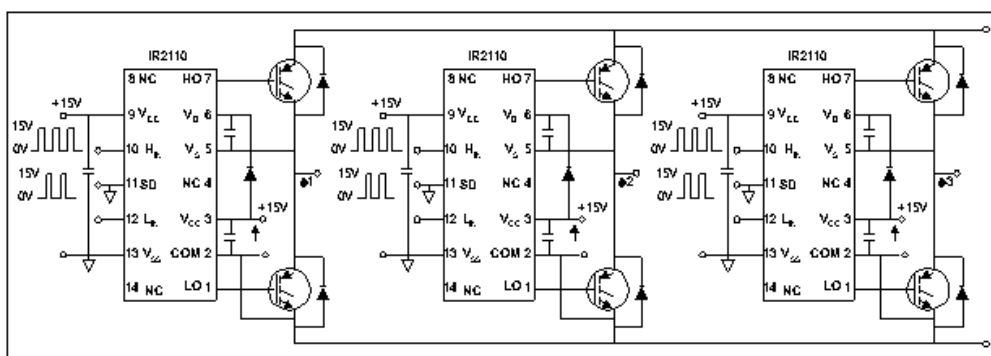 IR2110
8 NC HO 7
+15V
9 VCC VB 6
15V
0V
10 HIN VS 5
15V
0V
11 SD NC 4
ϕ1
+15V
12 LIN VCC 3
13 VSS COM 2
14 NC LO 1
IR2110
8 NC HO 7
+15V
9 VCC VB 6
15V
0V
10 HIN VS 5
15V
0V
11 SD NC 4
ϕ2
+15V
12 LIN VCC 3
13 VSS COM 2
14 NC LO 1
IR2110
8 NC HO 7
+15V
9 VCC VB 6
15V
0V
10 HIN VS 5
15V
0V
11 SD NC 4
ϕ3
+15V
12 LIN VCC 3
13 VSS COM 2
14 NC LO 1